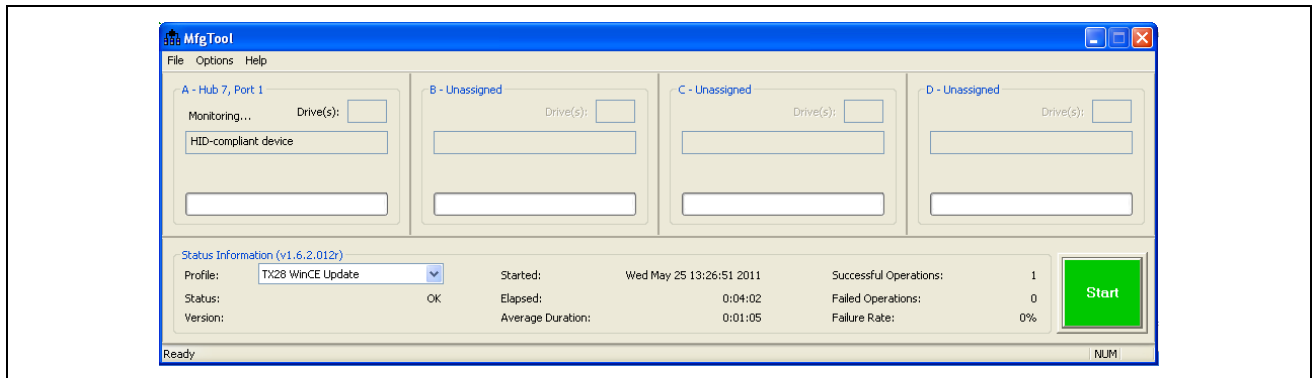 MfgTool
File Options Help
A - Hub 7, Port 1
Monitoring... Drive(s):
HID-compliant device
B - Unassigned
Drive(s):
C - Unassigned
Drive(s):
D - Unassigned
Drive(s):
Status Information (v1.6.2.012r)
Profile: TX28 WinCE Update
Status: OK
Version:
Started: Wed May 25 13:26:51 2011
Elapsed: 0:04:02
Average Duration: 0:01:05
Successful Operations: 1
Failed Operations: 0
Failure Rate: 0%
Start
Ready NUM